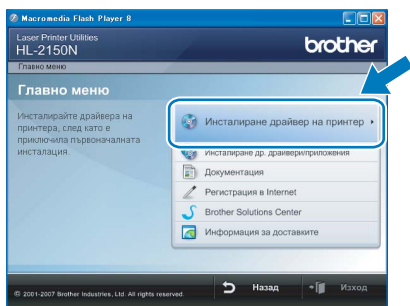 Macromedia Flash Player 8
Laser Printer Utilities
HL-2150N
brother
Главно меню
Главно меню
Инсталирайте драйвера на
принтера, след като е
приключила първоначалната
инсталация.
Инсталиране драйвер на принтер
Инсталиране др. драйвери/приложения
Документация
Регистрация в Internet
Brother Solutions Center
Информация за доставките
© 2001-2007 Brother Industries, Ltd. All rights reserved.
Назад
Изход